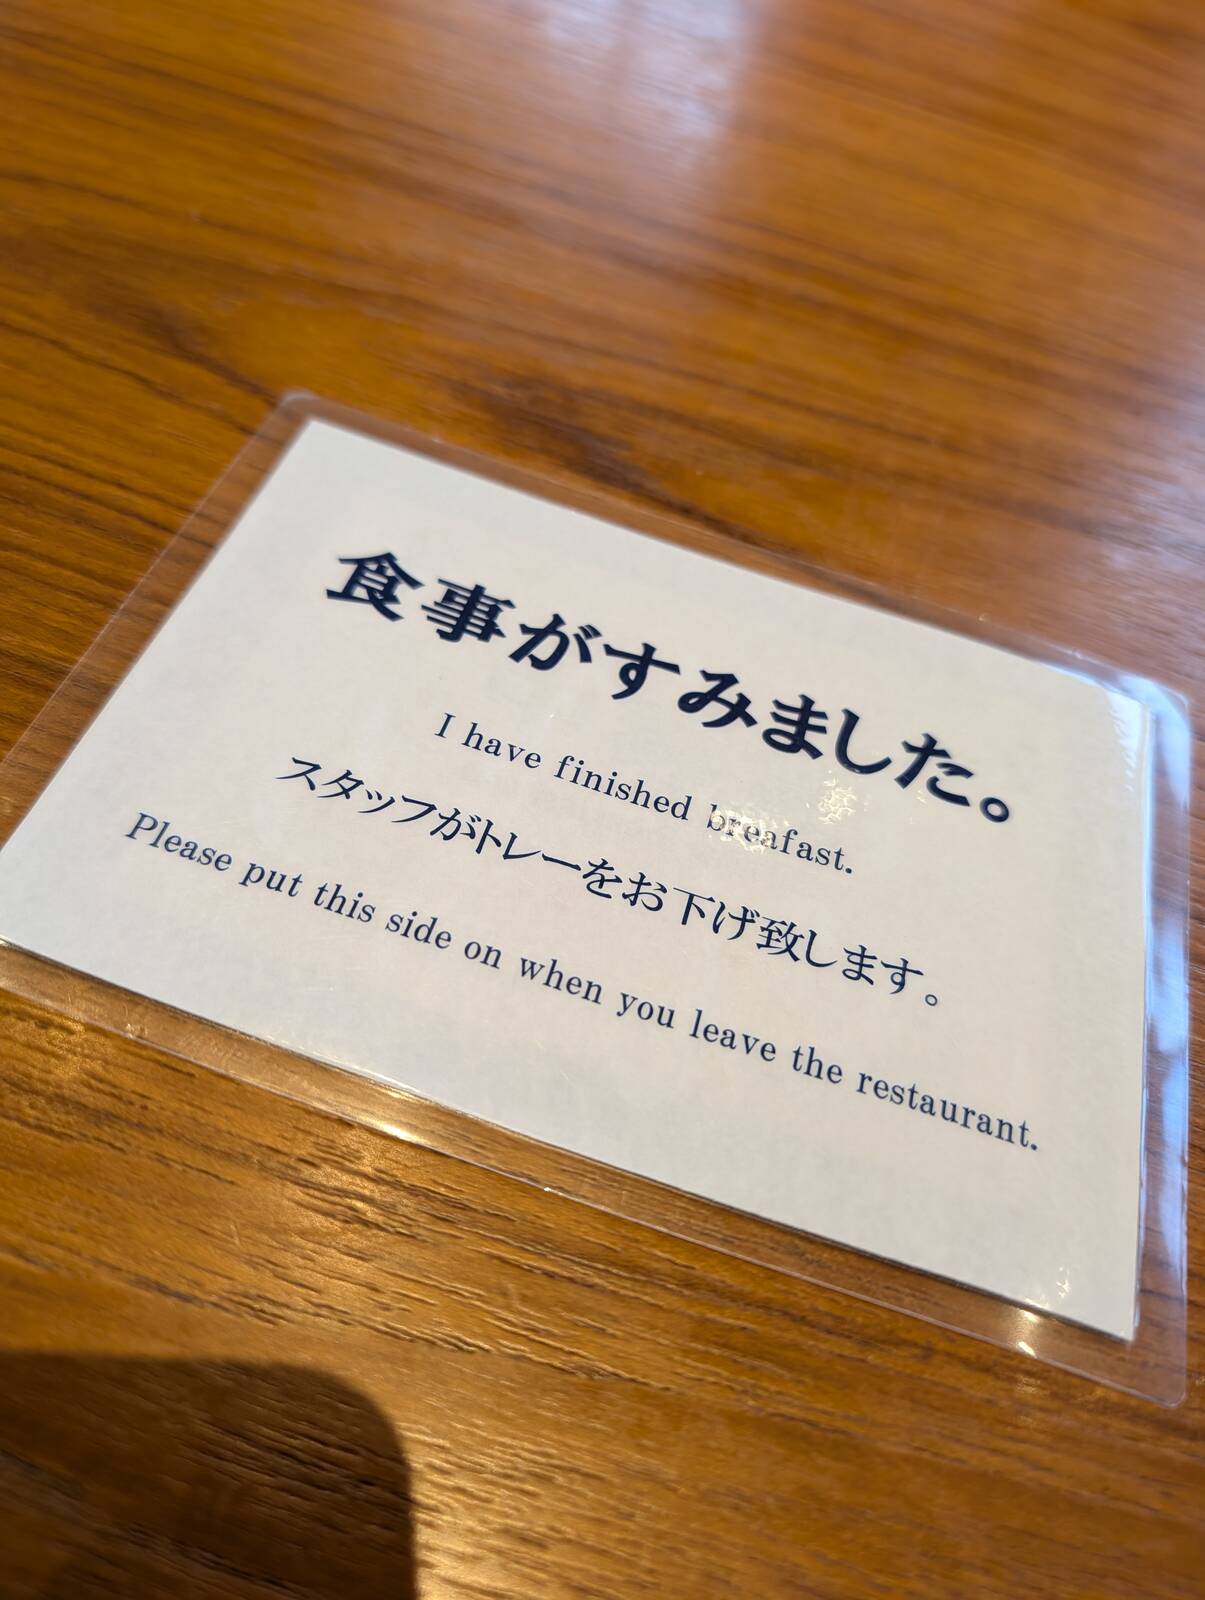 食事がすみました。
I have finished breafast.
スタッフがトレーをお下げ致します。
Please put this side on when you leave the restaurant.